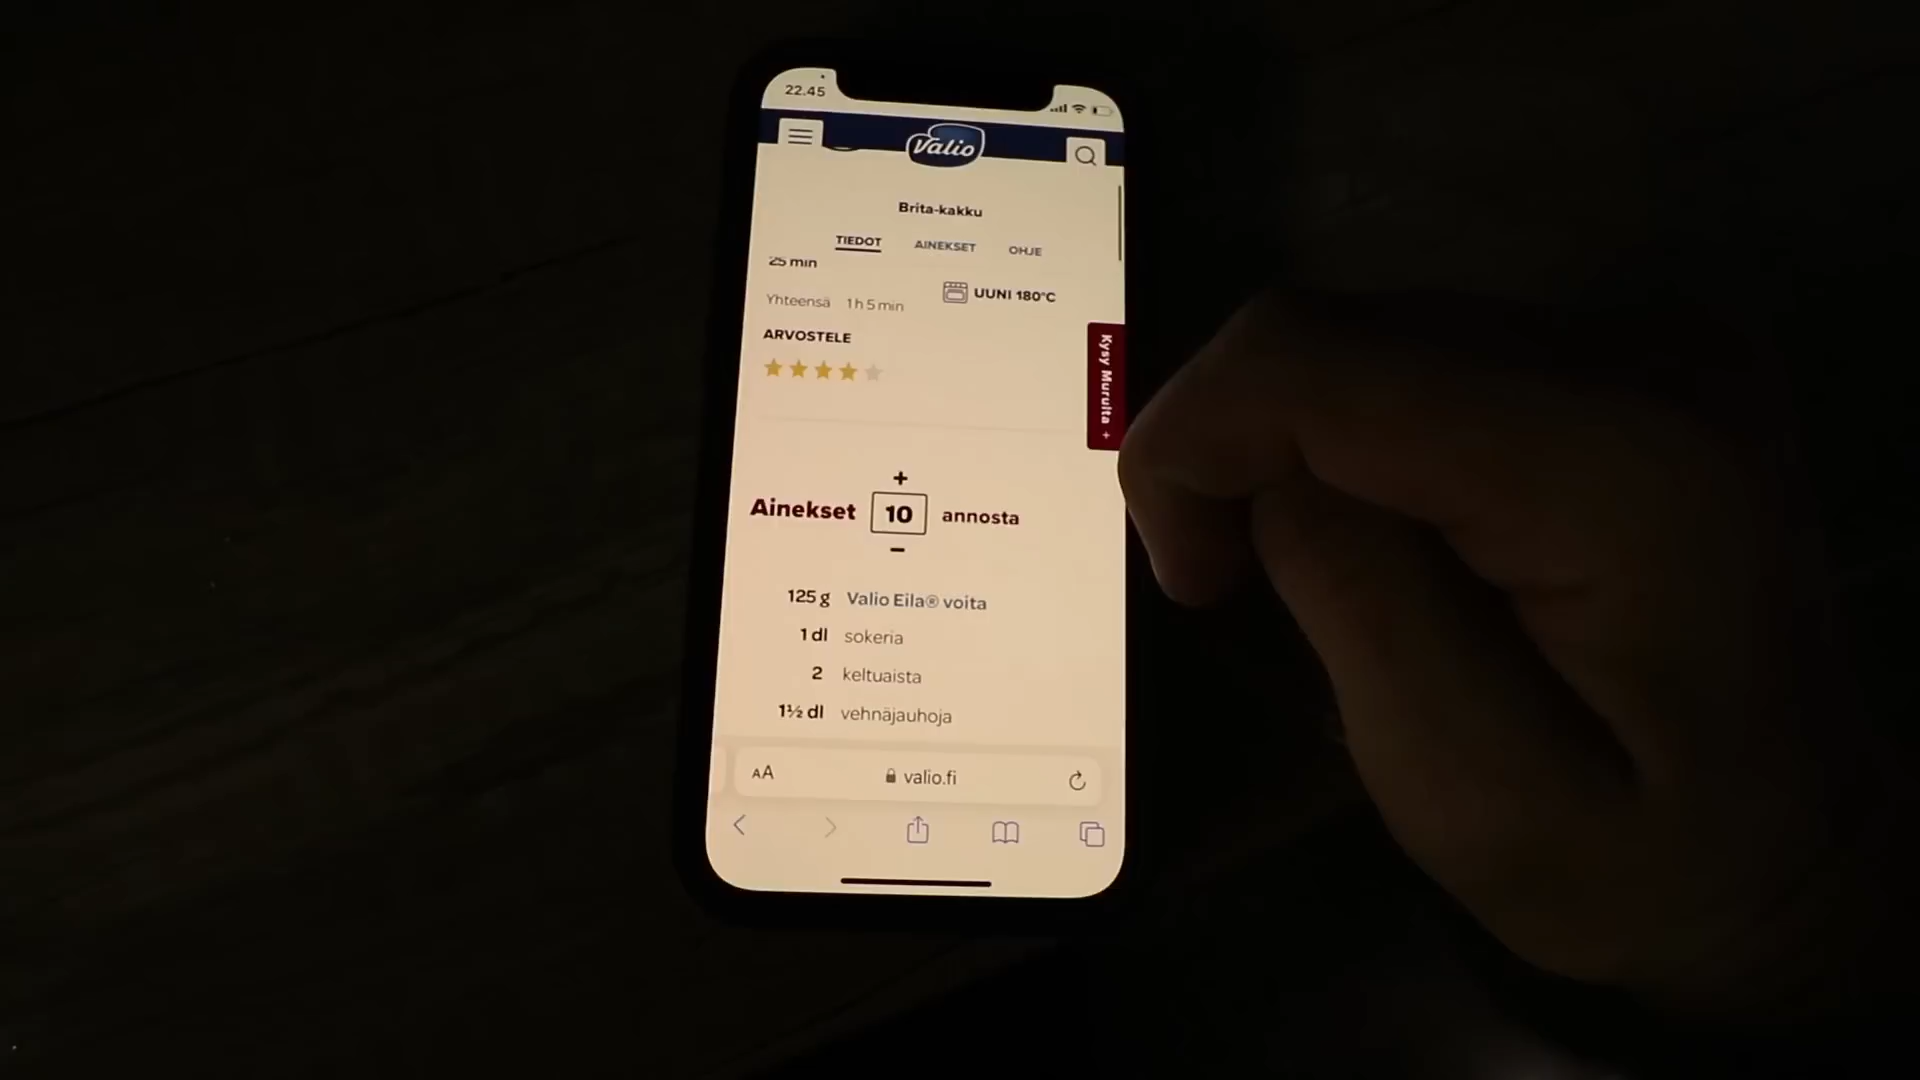 22.45
Valio
Brita-kakku
TIEDOT AINEKSET OHJE
25 min
UUNI 180°C
Yhteensä 1 h 5 min
ARVOSTELE
Kysy Murulta +
+
Ainekset 10 annosta
−
125 g Valio Eila® voita
1 dl sokeria
2 keltuaista
1½ dl vehnäjauhoja
AA valio.fi